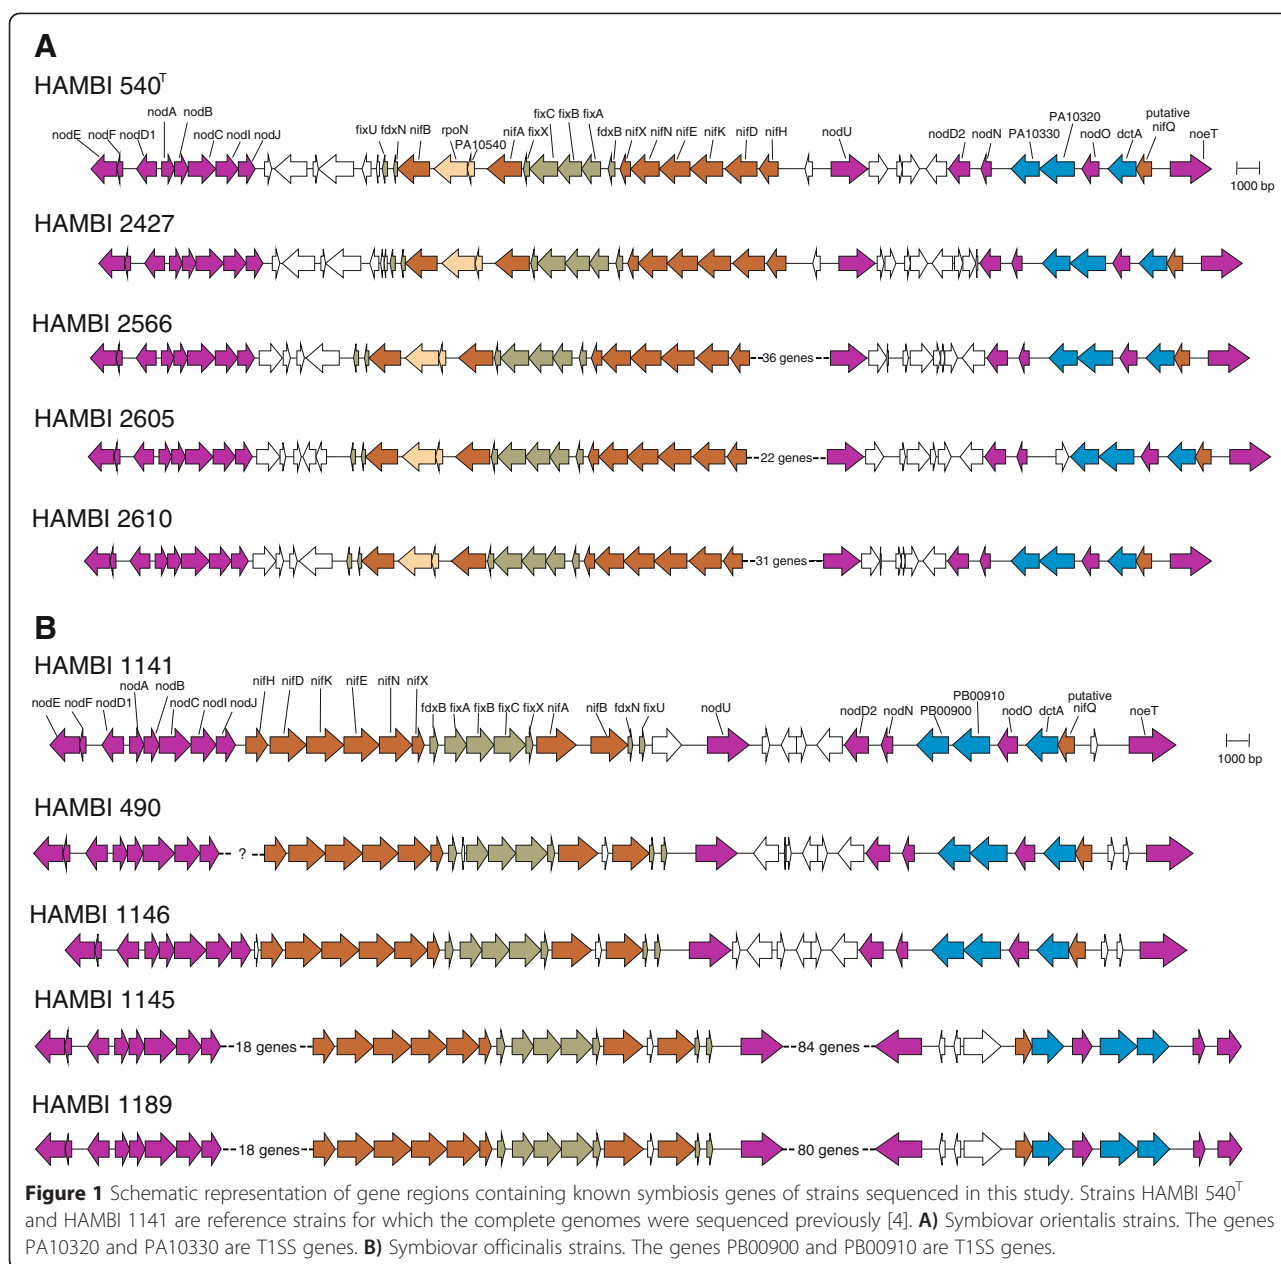 A
HAMBI 540T
nodE nodF nodD1 nodA nodB nodC nodI nodJ fixU fdxN nifB rpoN PA10540 nifA fixX fixC fixB fixA fdxB nifX nifN nifE nifK nifD nifH nodU nodD2 nodN PA10330 PA10320 nodO dctA putative nifQ noeT
1000 bp
HAMBI 2427
HAMBI 2566
36 genes
HAMBI 2605
22 genes
HAMBI 2610
31 genes
B
HAMBI 1141
nodE nodF nodD1 nodA nodB nodC nodI nodJ nifH nifD nifK nifE nifN nifX fdxB fixA fixB fixC fixX nifA nifB fdxN fixU nodU nodD2 nodN PB00900 PB00910 nodO dctA putative nifQ noeT
1000 bp
HAMBI 490
?
HAMBI 1146
HAMBI 1145
18 genes 84 genes
HAMBI 1189
18 genes 80 genes
Figure 1 Schematic representation of gene regions containing known symbiosis genes of strains sequenced in this study. Strains HAMBI 540T
and HAMBI 1141 are reference strains for which the complete genomes were sequenced previously [4]. A) Symbiovar orientalis strains. The genes
PA10320 and PA10330 are T1SS genes. B) Symbiovar officinalis strains. The genes PB00900 and PB00910 are T1SS genes.